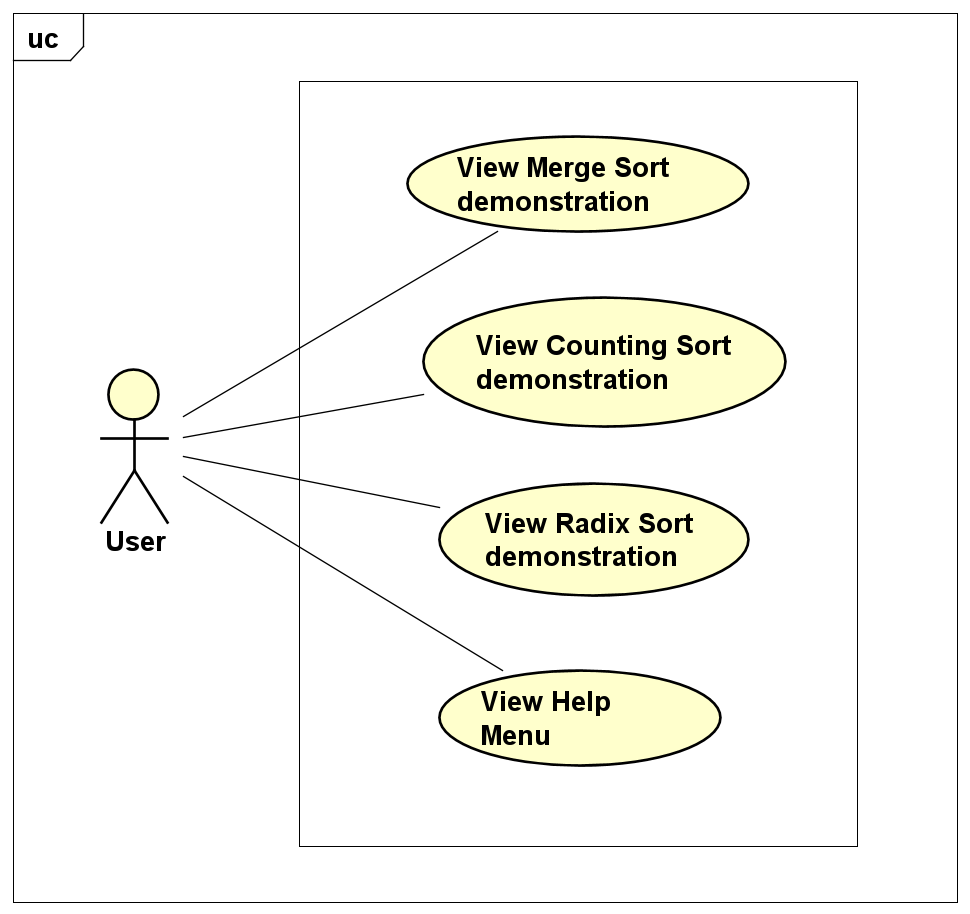 uc
View Merge Sort
demonstration
View Counting Sort
demonstration
User
View Radix Sort
demonstration
View Help
Menu